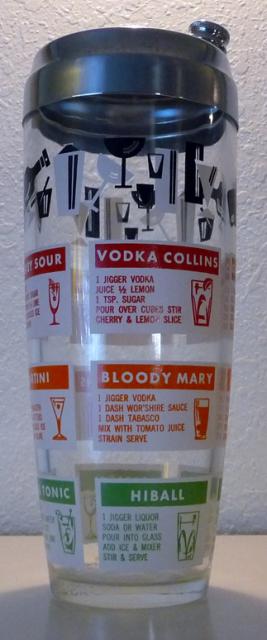 Y SOUR
VODKA COLLINS
1 JIGGER VODKA
JUICE ½ LEMON
1 TSP. SUGAR
POUR OVER CUBES STIR
CHERRY & LEMON SLICE
TINI
BLOODY MARY
1 JIGGER VODKA
1 DASH WOR'SHIRE SAUCE
1 DASH TABASCO
MIX WITH TOMATO JUICE
STRAIN SERVE
TONIC
HIBALL
1 JIGGER LIQUOR
SODA OR WATER
POUR INTO GLASS
ADD ICE & MIXER
STIR & SERVE